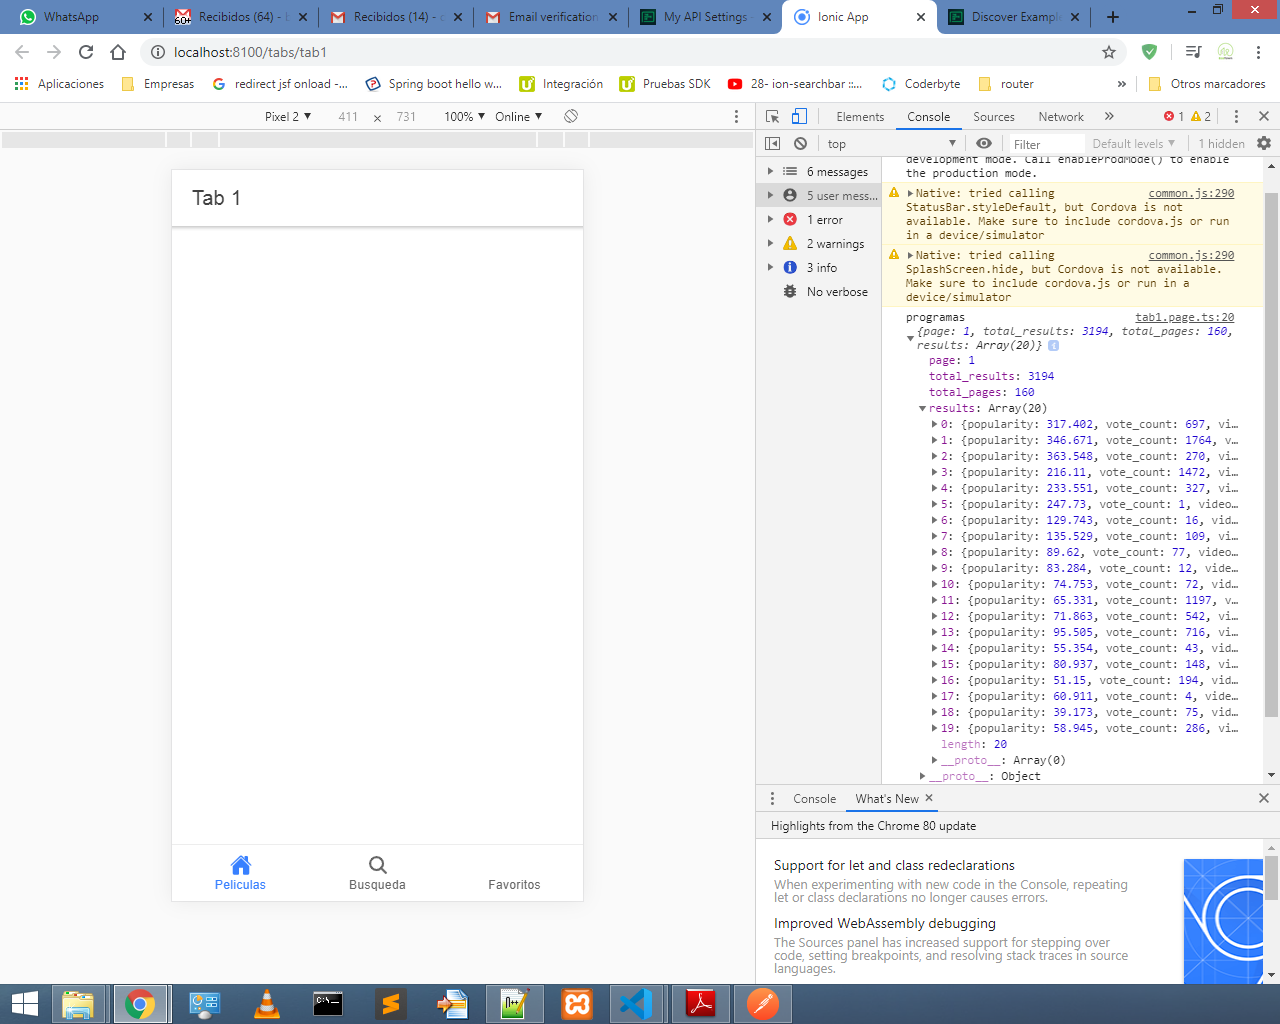 WhatsApp
60+ Recibidos (64) - b
Recibidos (14) - c
Email verification
My API Settings
Ionic App
Discover Example
localhost:8100/tabs/tab1
Aplicaciones
Empresas
redirect jsf onload -...
Spring boot hello w...
Integración
Pruebas SDK
28- ion-searchbar ::...
Coderbyte
router
»
Otros marcadores
Pixel 2 ▼ 411 × 731 100% ▼ Online ▼
Elements Console Sources Network » 1 2
top ▼ Filter Default levels ▼ 1 hidden
Tab 1
Peliculas
Busqueda
Favoritos
6 messages
5 user mess...
1 error
2 warnings
3 info
No verbose
development mode. Call enableProdMode() to enable
the production mode.
Native: tried calling common.js:290
StatusBar.styleDefault, but Cordova is not
available. Make sure to include cordova.js or run
in a device/simulator
Native: tried calling common.js:290
SplashScreen.hide, but Cordova is not available.
Make sure to include cordova.js or run in a
device/simulator
programas tab1.page.ts:20
{page: 1, total_results: 3194, total_pages: 160,
results: Array(20)} i
page: 1
total_results: 3194
total_pages: 160
results: Array(20)
0: {popularity: 317.402, vote_count: 697, vi…
1: {popularity: 346.671, vote_count: 1764, v…
2: {popularity: 363.548, vote_count: 270, vi…
3: {popularity: 216.11, vote_count: 1472, vi…
4: {popularity: 233.551, vote_count: 327, vi…
5: {popularity: 247.73, vote_count: 1, video…
6: {popularity: 129.743, vote_count: 16, vid…
7: {popularity: 135.529, vote_count: 109, vi…
8: {popularity: 89.62, vote_count: 77, video…
9: {popularity: 83.284, vote_count: 12, vide…
10: {popularity: 74.753, vote_count: 72, vid…
11: {popularity: 65.331, vote_count: 1197, v…
12: {popularity: 71.863, vote_count: 542, vi…
13: {popularity: 95.505, vote_count: 716, vi…
14: {popularity: 55.354, vote_count: 43, vid…
15: {popularity: 80.937, vote_count: 148, vi…
16: {popularity: 51.15, vote_count: 194, vid…
17: {popularity: 60.911, vote_count: 4, vide…
18: {popularity: 39.173, vote_count: 75, vid…
19: {popularity: 58.945, vote_count: 286, vi…
length: 20
__proto__: Array(0)
__proto__: Object
Console What's New
Highlights from the Chrome 80 update
Support for let and class redeclarations
When experimenting with new code in the Console, repeating
let or class declarations no longer causes errors.
Improved WebAssembly debugging
The Sources panel has increased support for stepping over
code, setting breakpoints, and resolving stack traces in source
languages.